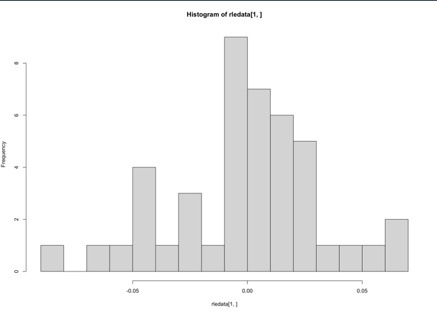 Histogram of rledata[1, ]
Frequency
8
6
4
2
0
-0.05
0.00
0.05
rledata[1, ]